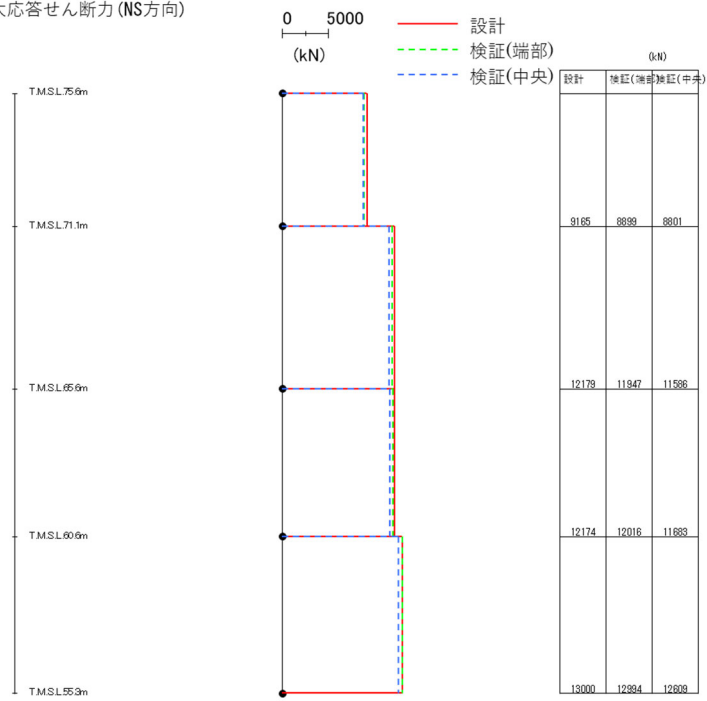 大応答せん断力(NS方向)
0 5000
(kN)
設計
検証(端部)
検証(中央)
(kN)
設計 検証(端部) 検証(中央)
T.M.S.L.75.6m
T.M.S.L.71.1m
9165 8899 8801
T.M.S.L.65.6m
12179 11947 11586
T.M.S.L.60.6m
12174 12016 11683
T.M.S.L.55.3m
13000 12994 12609